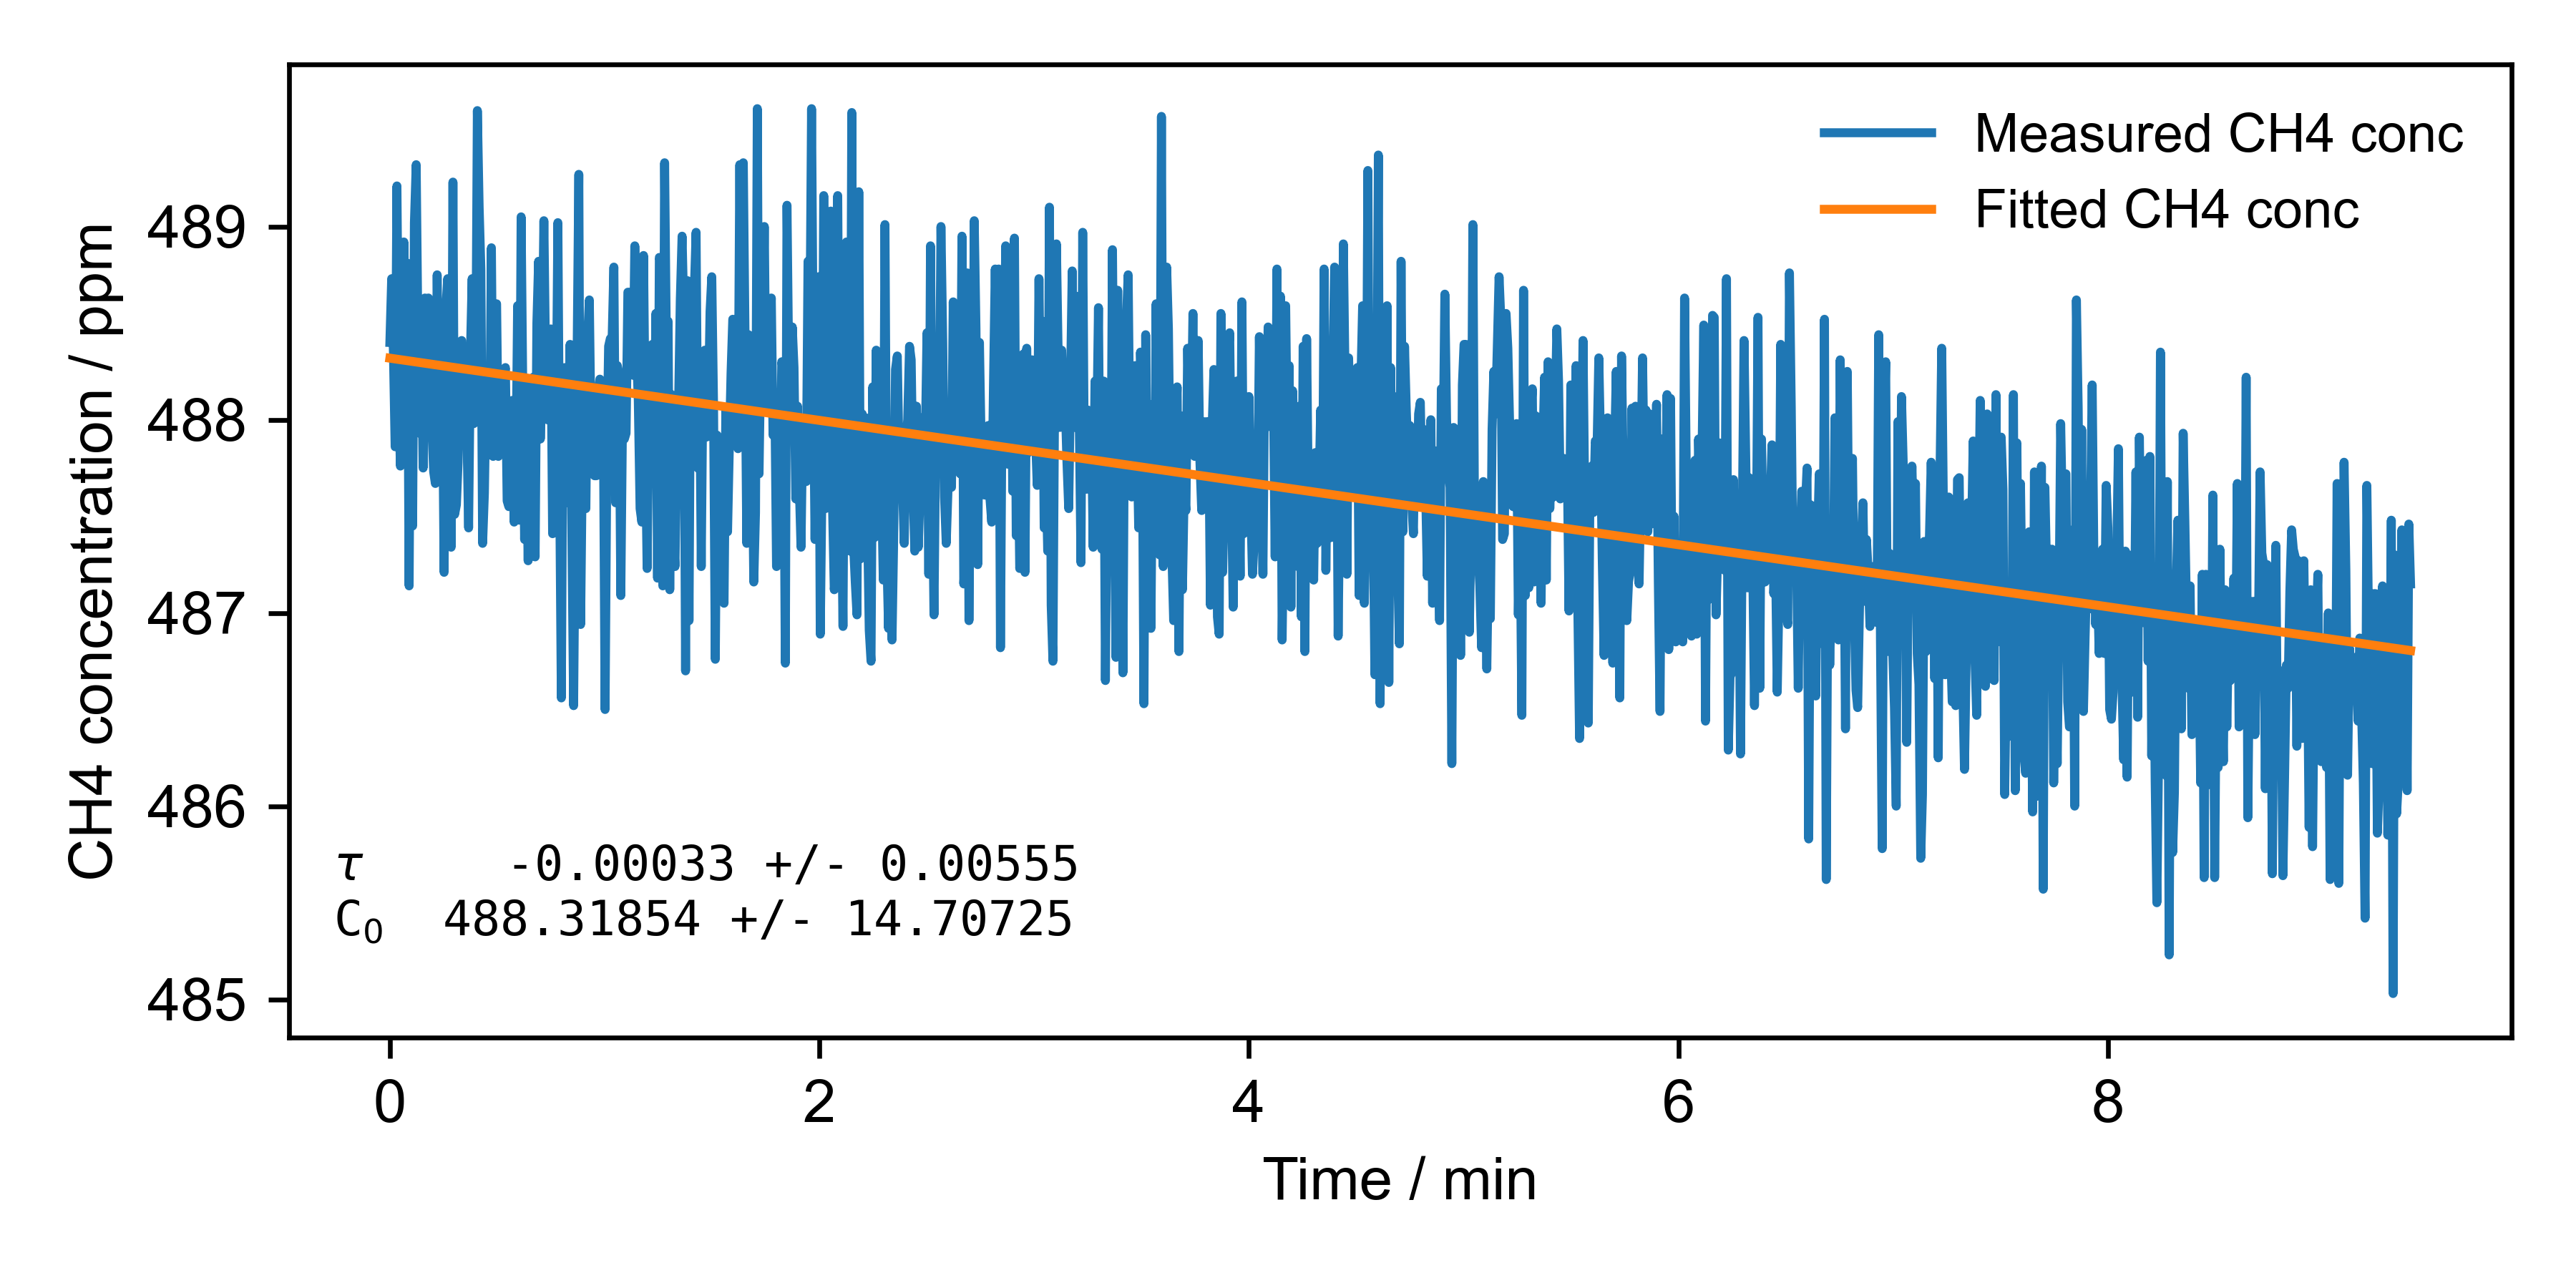 Measured CH4 conc
Fitted CH4 conc
CH4 concentration / ppm
489
488
487
486
485
τ -0.00033 +/- 0.00555
C₀ 488.31854 +/- 14.70725
0 2 4 6 8
Time / min